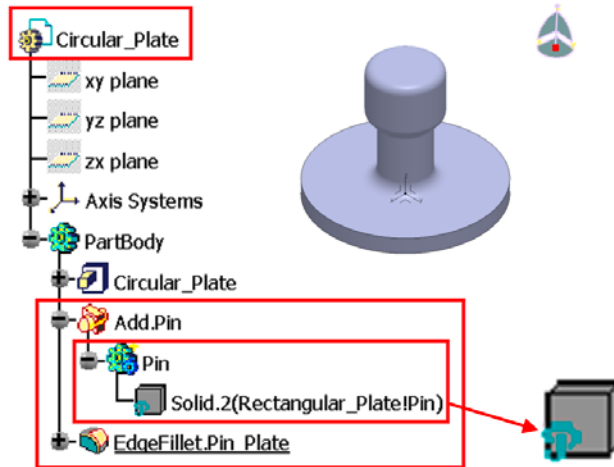 Circular_Plate
xy plane
yz plane
zx plane
Axis Systems
PartBody
Circular_Plate
Add.Pin
Pin
Solid.2(Rectangular_Plate!Pin)
EdgeFillet.Pin_Plate